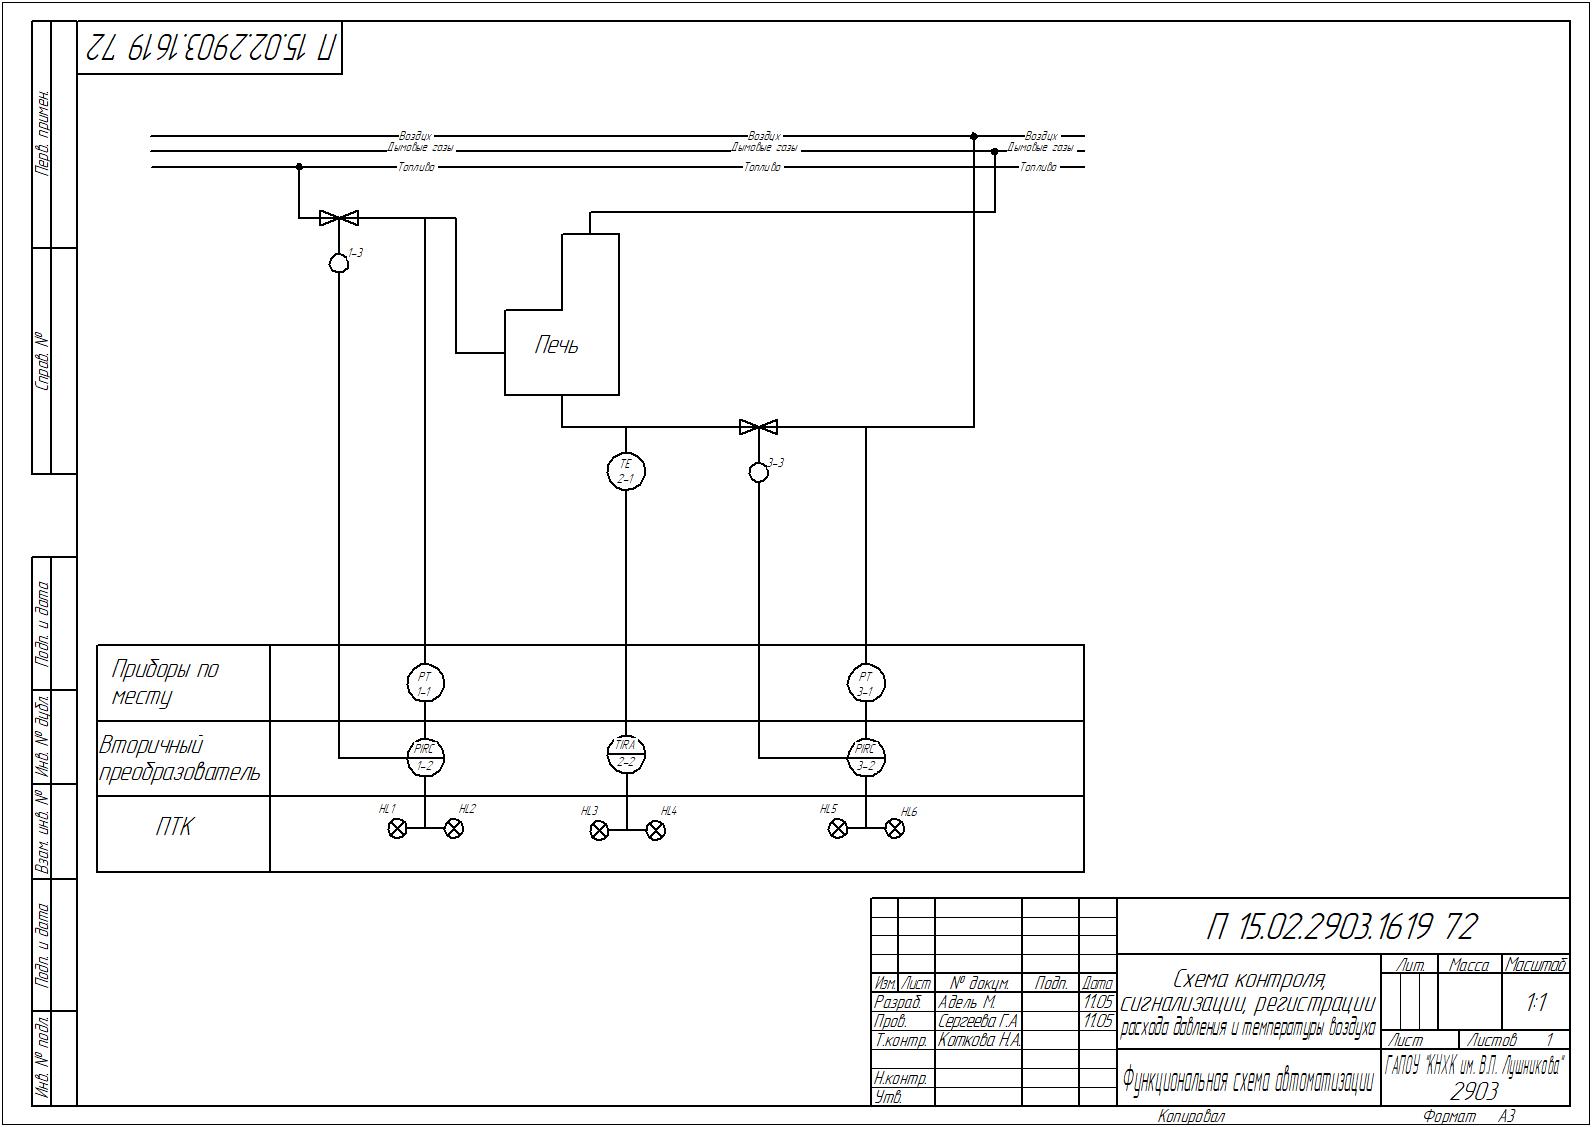 П 15.02.2903.1619 72
Перв. примен.
Справ. №
Подп. и дата
Инв. № дубл.
Взам. инв. №
Подп. и дата
Инв. № подл.
Воздух Воздух Воздух
Дымовые газы Дымовые газы Дымовые газы
Топливо Топливо Топливо
1-3
Печь
TE
2-1
3-3
Приборы по
месту
PT
1-1
PT
3-1
Вторичный
преобразователь
PIRC
1-2
TIRA
2-2
PIRC
3-2
ПТК
HL1 HL2 HL3 HL4 HL5 HL6
П 15.02.2903.1619 72
Изм. Лист № докум. Подп. Дата
Разраб. Адель М. 11.05
Пров. Сергеева Г.А 11.05
Т.контр. Коткова Н.А.
Н.контр.
Утв.
Схема контроля,
сигнализации, регистрации
расхода давления и температуры воздуха
Лит. Масса Масштаб
1:1
Лист Листов 1
Функциональная схема автоматизации
ГАПОУ "КНХК им. В.П. Лушникова"
2903
Копировал Формат А3